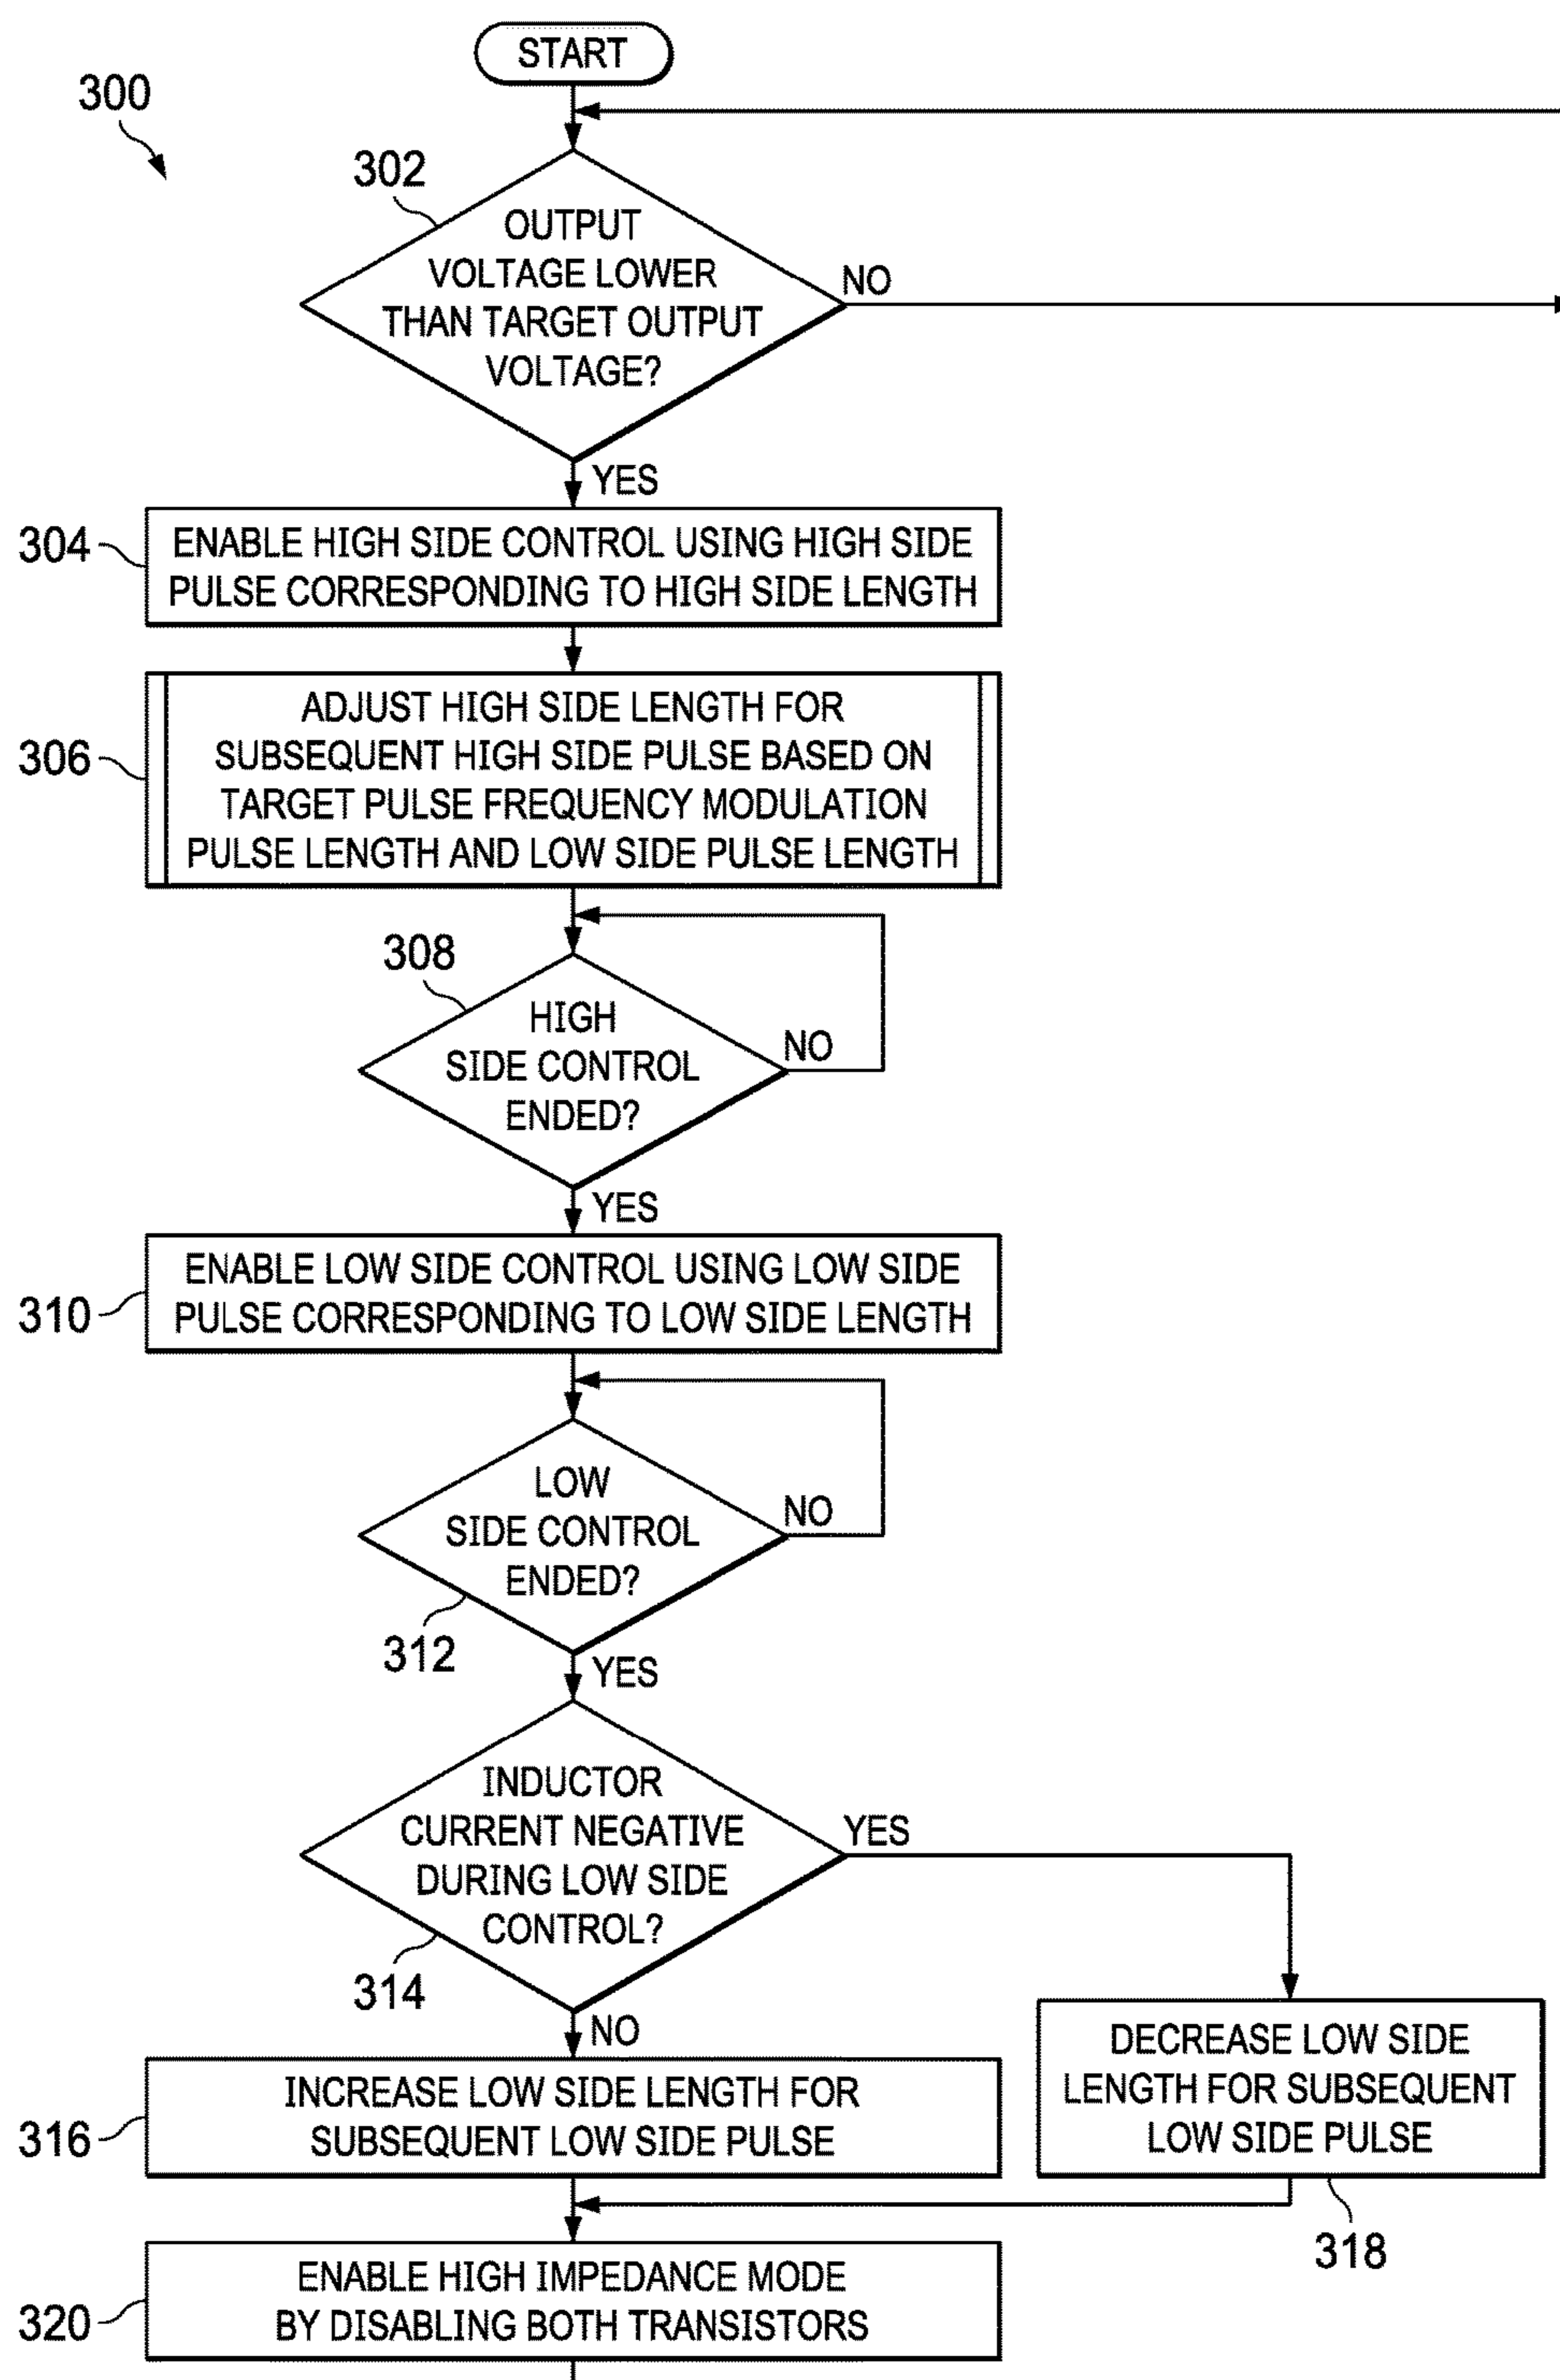 START
300
302
OUTPUT
VOLTAGE LOWER
THAN TARGET OUTPUT
VOLTAGE?
NO
YES
304
ENABLE HIGH SIDE CONTROL USING HIGH SIDE
PULSE CORRESPONDING TO HIGH SIDE LENGTH
306
ADJUST HIGH SIDE LENGTH FOR
SUBSEQUENT HIGH SIDE PULSE BASED ON
TARGET PULSE FREQUENCY MODULATION
PULSE LENGTH AND LOW SIDE PULSE LENGTH
308
HIGH
SIDE CONTROL
ENDED?
NO
YES
310
ENABLE LOW SIDE CONTROL USING LOW SIDE
PULSE CORRESPONDING TO LOW SIDE LENGTH
LOW
SIDE CONTROL
ENDED?
NO
312
YES
INDUCTOR
CURRENT NEGATIVE
DURING LOW SIDE
CONTROL?
YES
314
NO
316
INCREASE LOW SIDE LENGTH FOR
SUBSEQUENT LOW SIDE PULSE
DECREASE LOW SIDE
LENGTH FOR SUBSEQUENT
LOW SIDE PULSE
318
320
ENABLE HIGH IMPEDANCE MODE
BY DISABLING BOTH TRANSISTORS